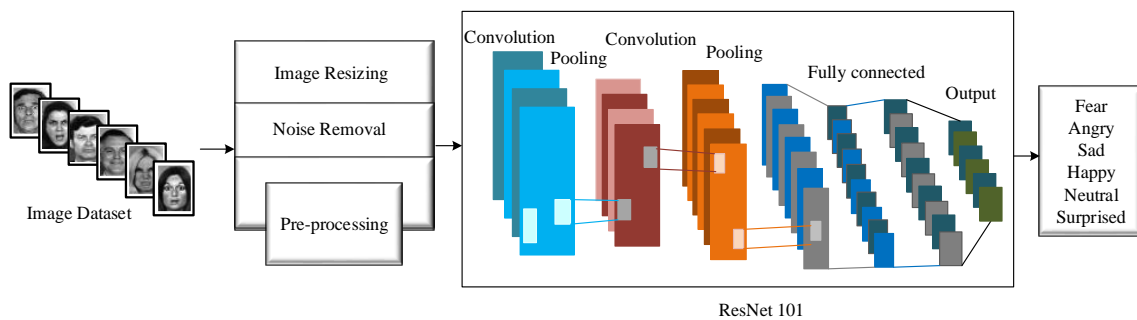 Image Dataset
Image Resizing
Noise Removal
Pre-processing
Convolution
Pooling
Convolution
Pooling
Fully connected
Output
ResNet 101
Fear
Angry
Sad
Happy
Neutral
Surprised